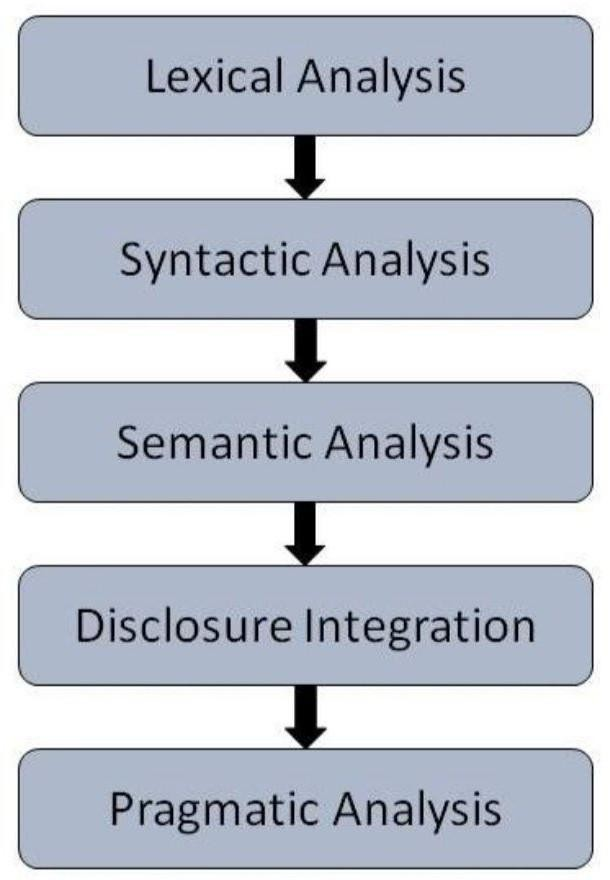 Lexical Analysis
Syntactic Analysis
Semantic Analysis
Disclosure Integration
Pragmatic Analysis